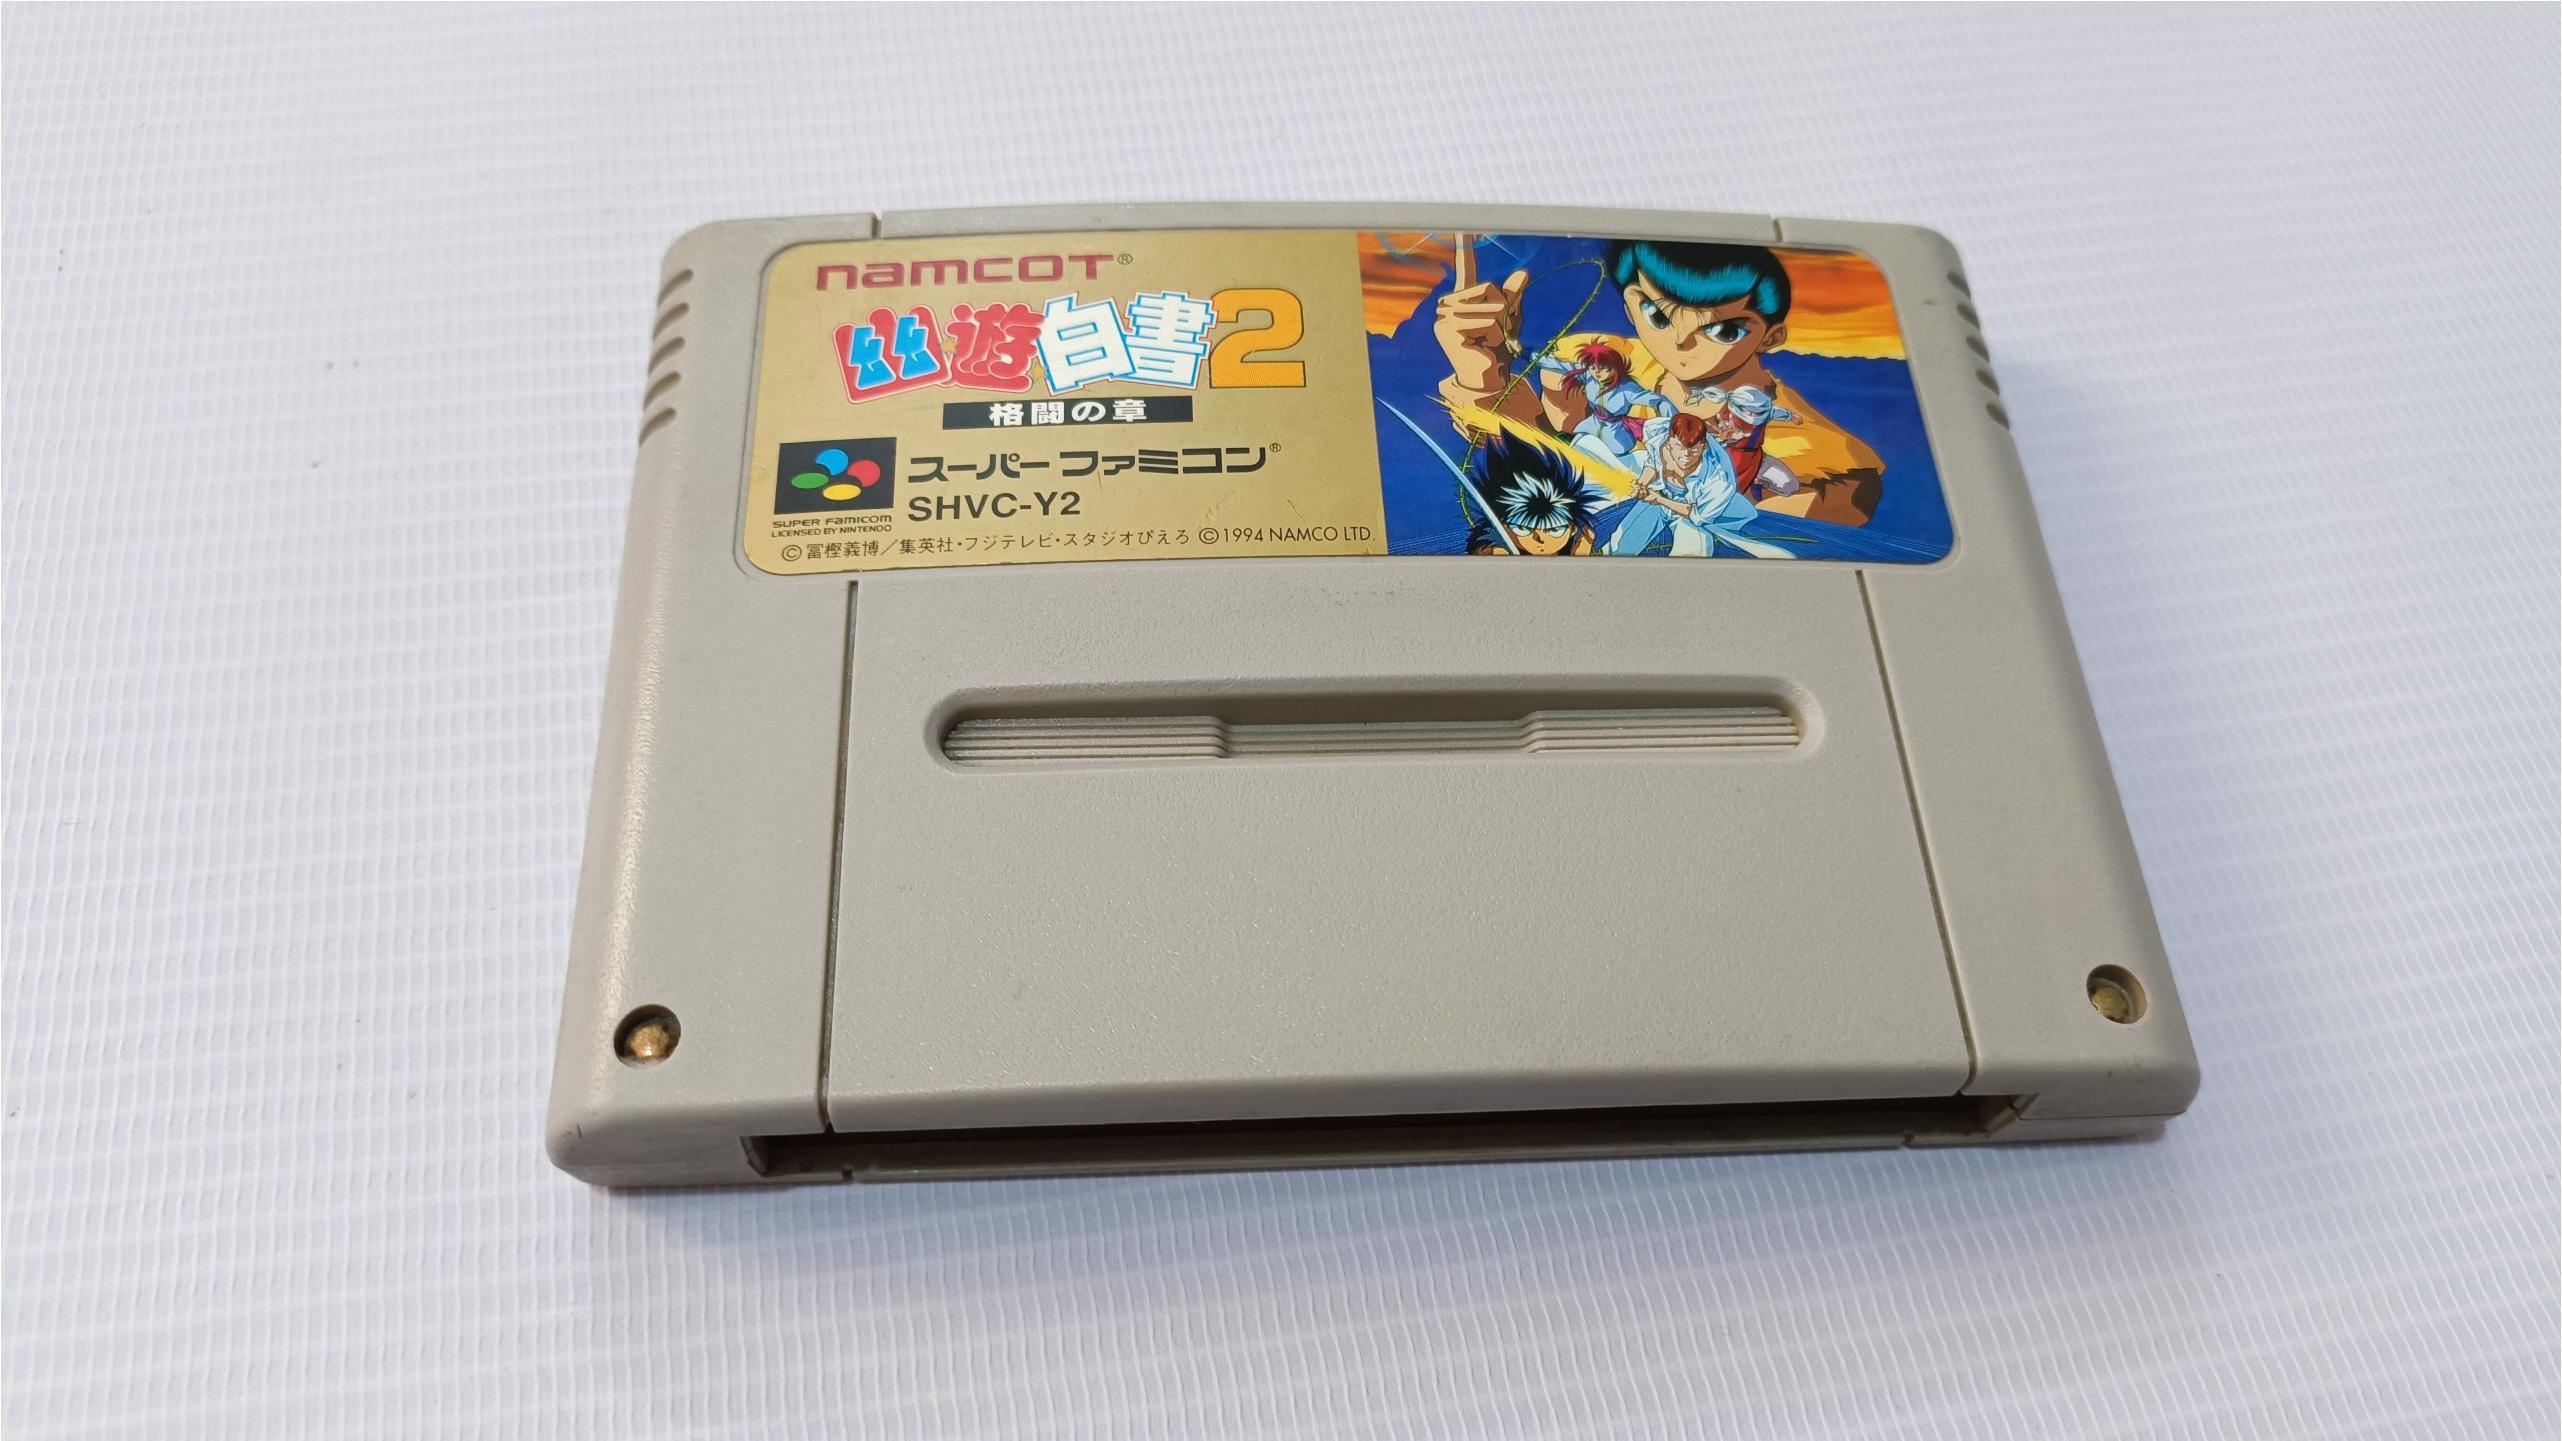 namcot®
幽☆遊☆白書2
格闘の章
スーパーファミコン®
SHVC-Y2
SUPER FAMICOM
LICENSED BY NINTENDO
©冨樫義博／集英社・フジテレビ・スタジオぴえろ ©1994 NAMCO LTD.